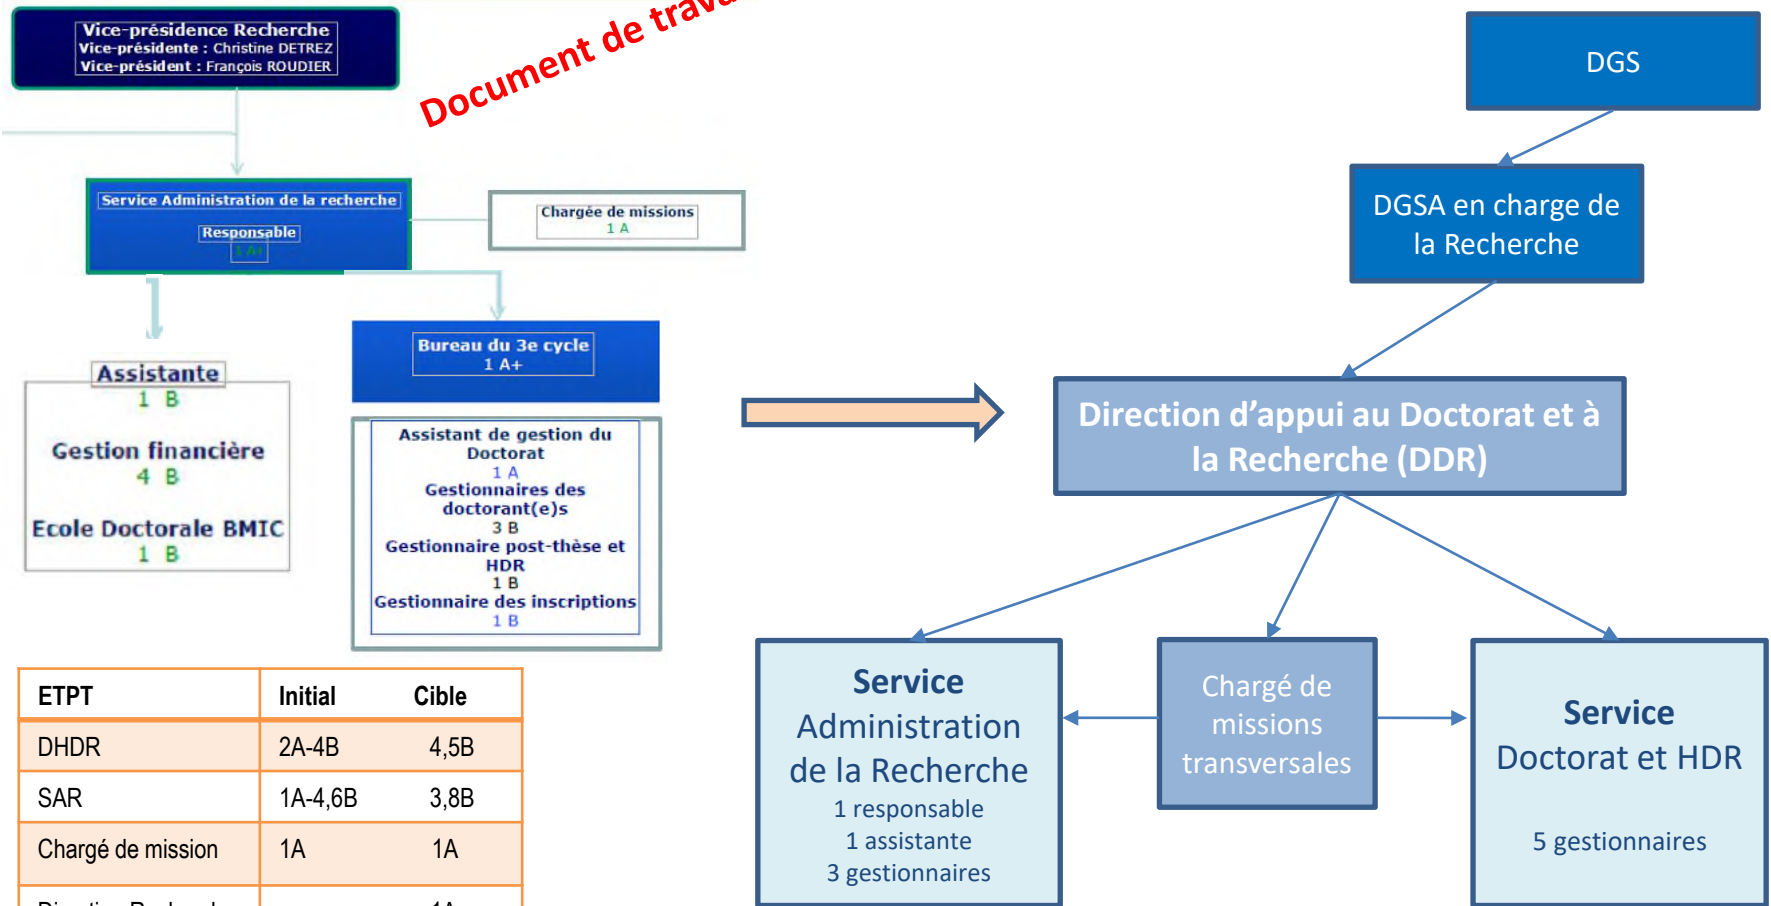 Vice-présidence Recherche
Vice-présidente : Christine DETREZ
Vice-président : François ROUDIER
Document de
Service Administration de la recherche
Responsable
1 A+
Chargée de missions
1 A
Assistante
1 B
Gestion financière
4 B
Ecole Doctorale BMIC
1 B
Bureau du 3e cycle
1 A+
Assistant de gestion du
Doctorat
1 A
Gestionnaires des
doctorant(e)s
3 B
Gestionnaire post-thèse et
HDR
1 B
Gestionnaire des inscriptions
1 B
ETPT Initial Cible
DHDR 2A-4B 4,5B
SAR 1A-4,6B 3,8B
Chargé de mission 1A 1A
DGS
DGSA en charge de
la Recherche
Direction d’appui au Doctorat et à
la Recherche (DDR)
Service
Administration
de la Recherche
1 responsable
1 assistante
3 gestionnaires
Chargé de
missions
transversales
Service
Doctorat et HDR
5 gestionnaires